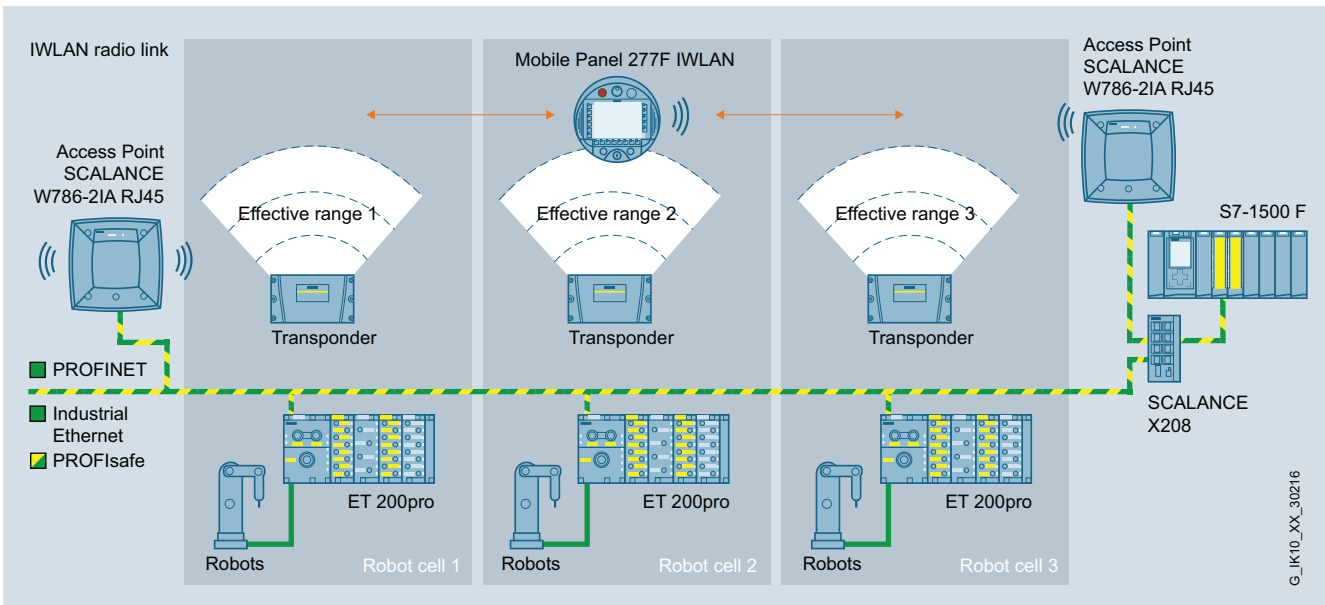 IWLAN radio link
Mobile Panel 277F IWLAN
Access Point
SCALANCE
W786-2IA RJ45
Access Point
SCALANCE
W786-2IA RJ45
Effective range 1
Effective range 2
Effective range 3
S7-1500 F
Transponder
Transponder
Transponder
PROFINET
Industrial
Ethernet
PROFIsafe
SCALANCE
X208
ET 200pro
ET 200pro
ET 200pro
Robots
Robot cell 1
Robots
Robot cell 2
Robots
Robot cell 3
G_IK10_XX_30216